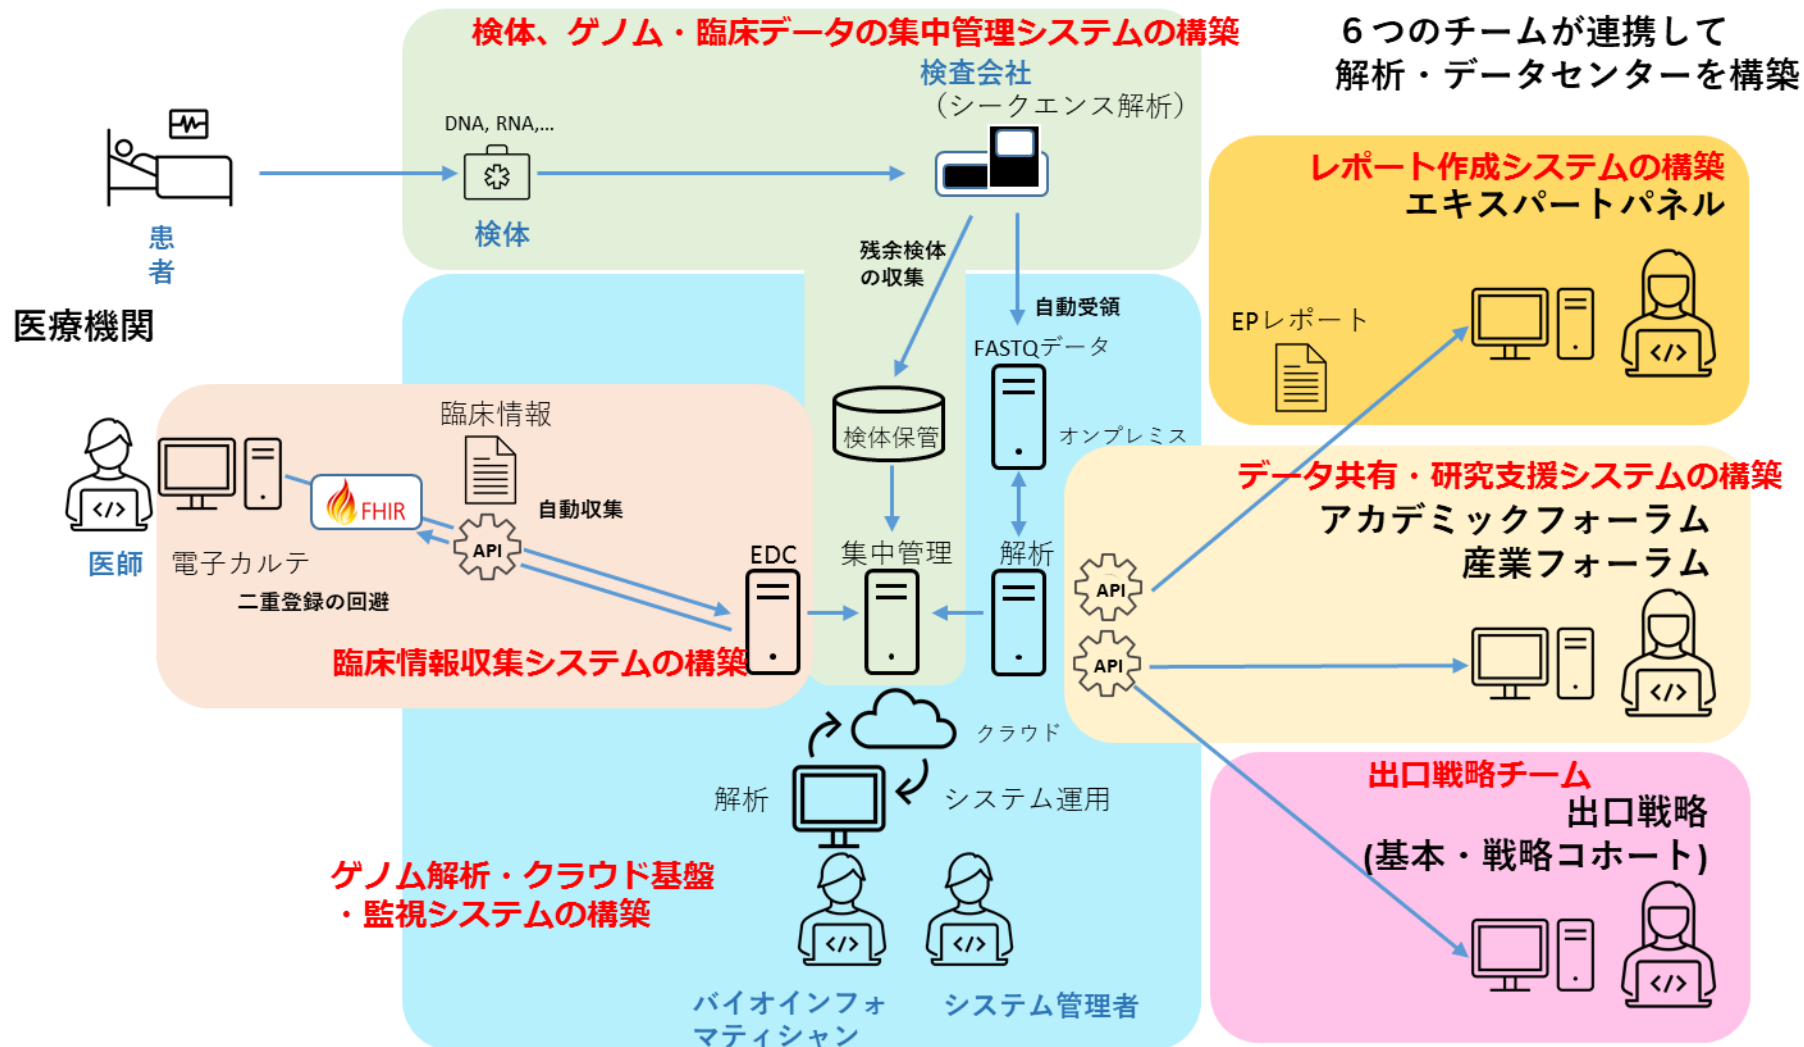 検体、ゲノム・臨床データの集中管理システムの構築
６つのチームが連携して
解析・データセンターを構築
検査会社
（シークエンス解析）
DNA, RNA,...
検体
患
者
医療機関
残余検体
の収集
自動受領
FASTQデータ
オンプレミス
検体保管
レポート作成システムの構築
エキスパートパネル
EPレポート
臨床情報
FHIR
自動収集
API
医師
電子カルテ
二重登録の回避
EDC
集中管理
解析
臨床情報収集システムの構築
データ共有・研究支援システムの構築
アカデミックフォーラム
産業フォーラム
API
API
クラウド
解析
システム運用
ゲノム解析・クラウド基盤
・監視システムの構築
バイオインフォ
マティシャン
システム管理者
出口戦略チーム
出口戦略
(基本・戦略コホート)